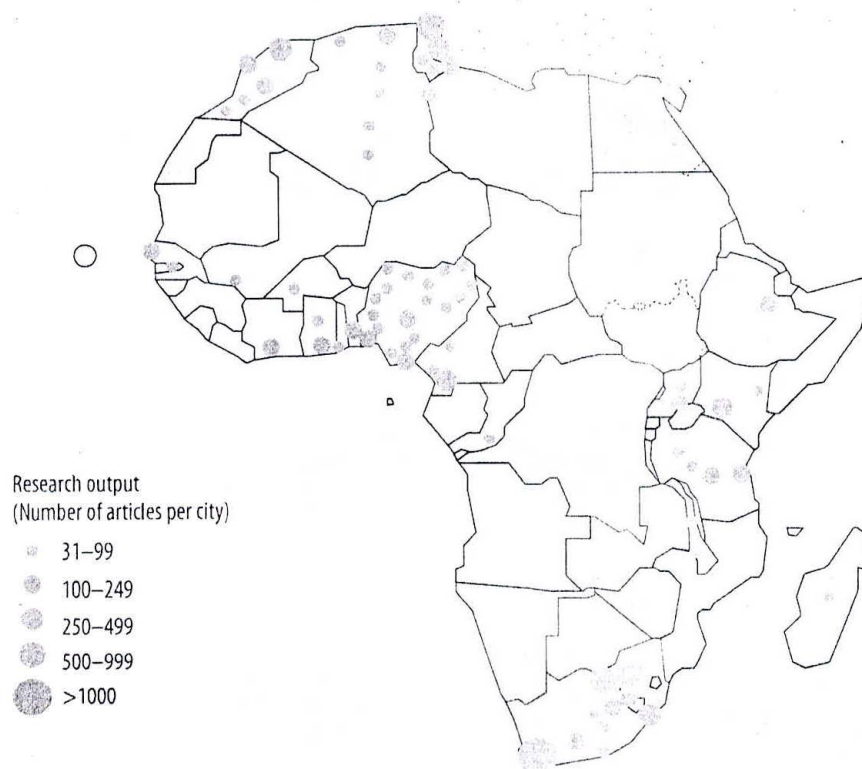 Research output
(Number of articles per city)
31–99
100–249
250–499
500–999
>1000